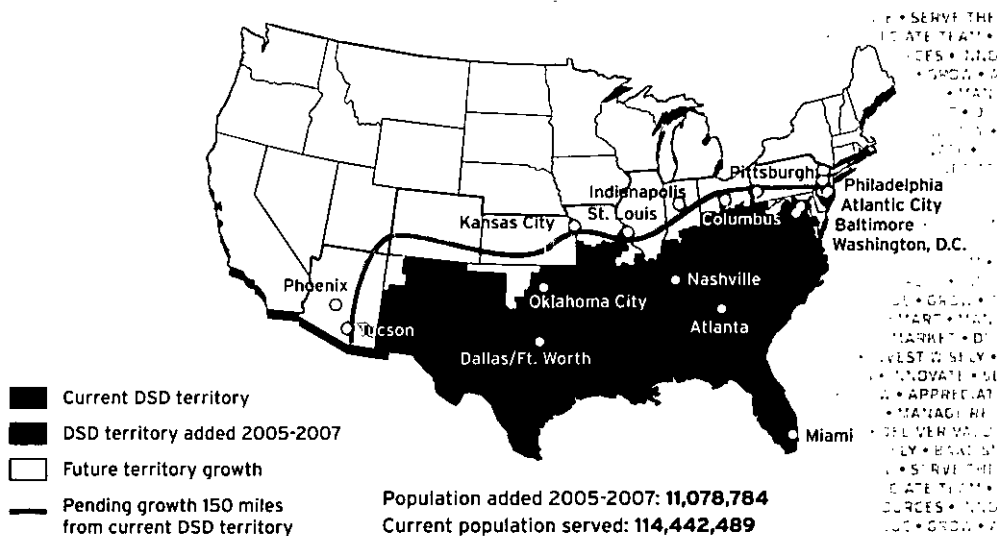 SERVE THE
Pittsburgh
Indianapolis
Philadelphia
Kansas City
St. Louis
Columbus
Atlantic City
Baltimore
Washington, D.C.
Phoenix
Nashville
Oklahoma City
Tucson
Atlanta
Dallas/Ft. Worth
Miami
Current DSD territory
DSD territory added 2005-2007
Future territory growth
Pending growth 150 miles
from current DSD territory
Population added 2005-2007: 11,078,784
Current population served: 114,442,489